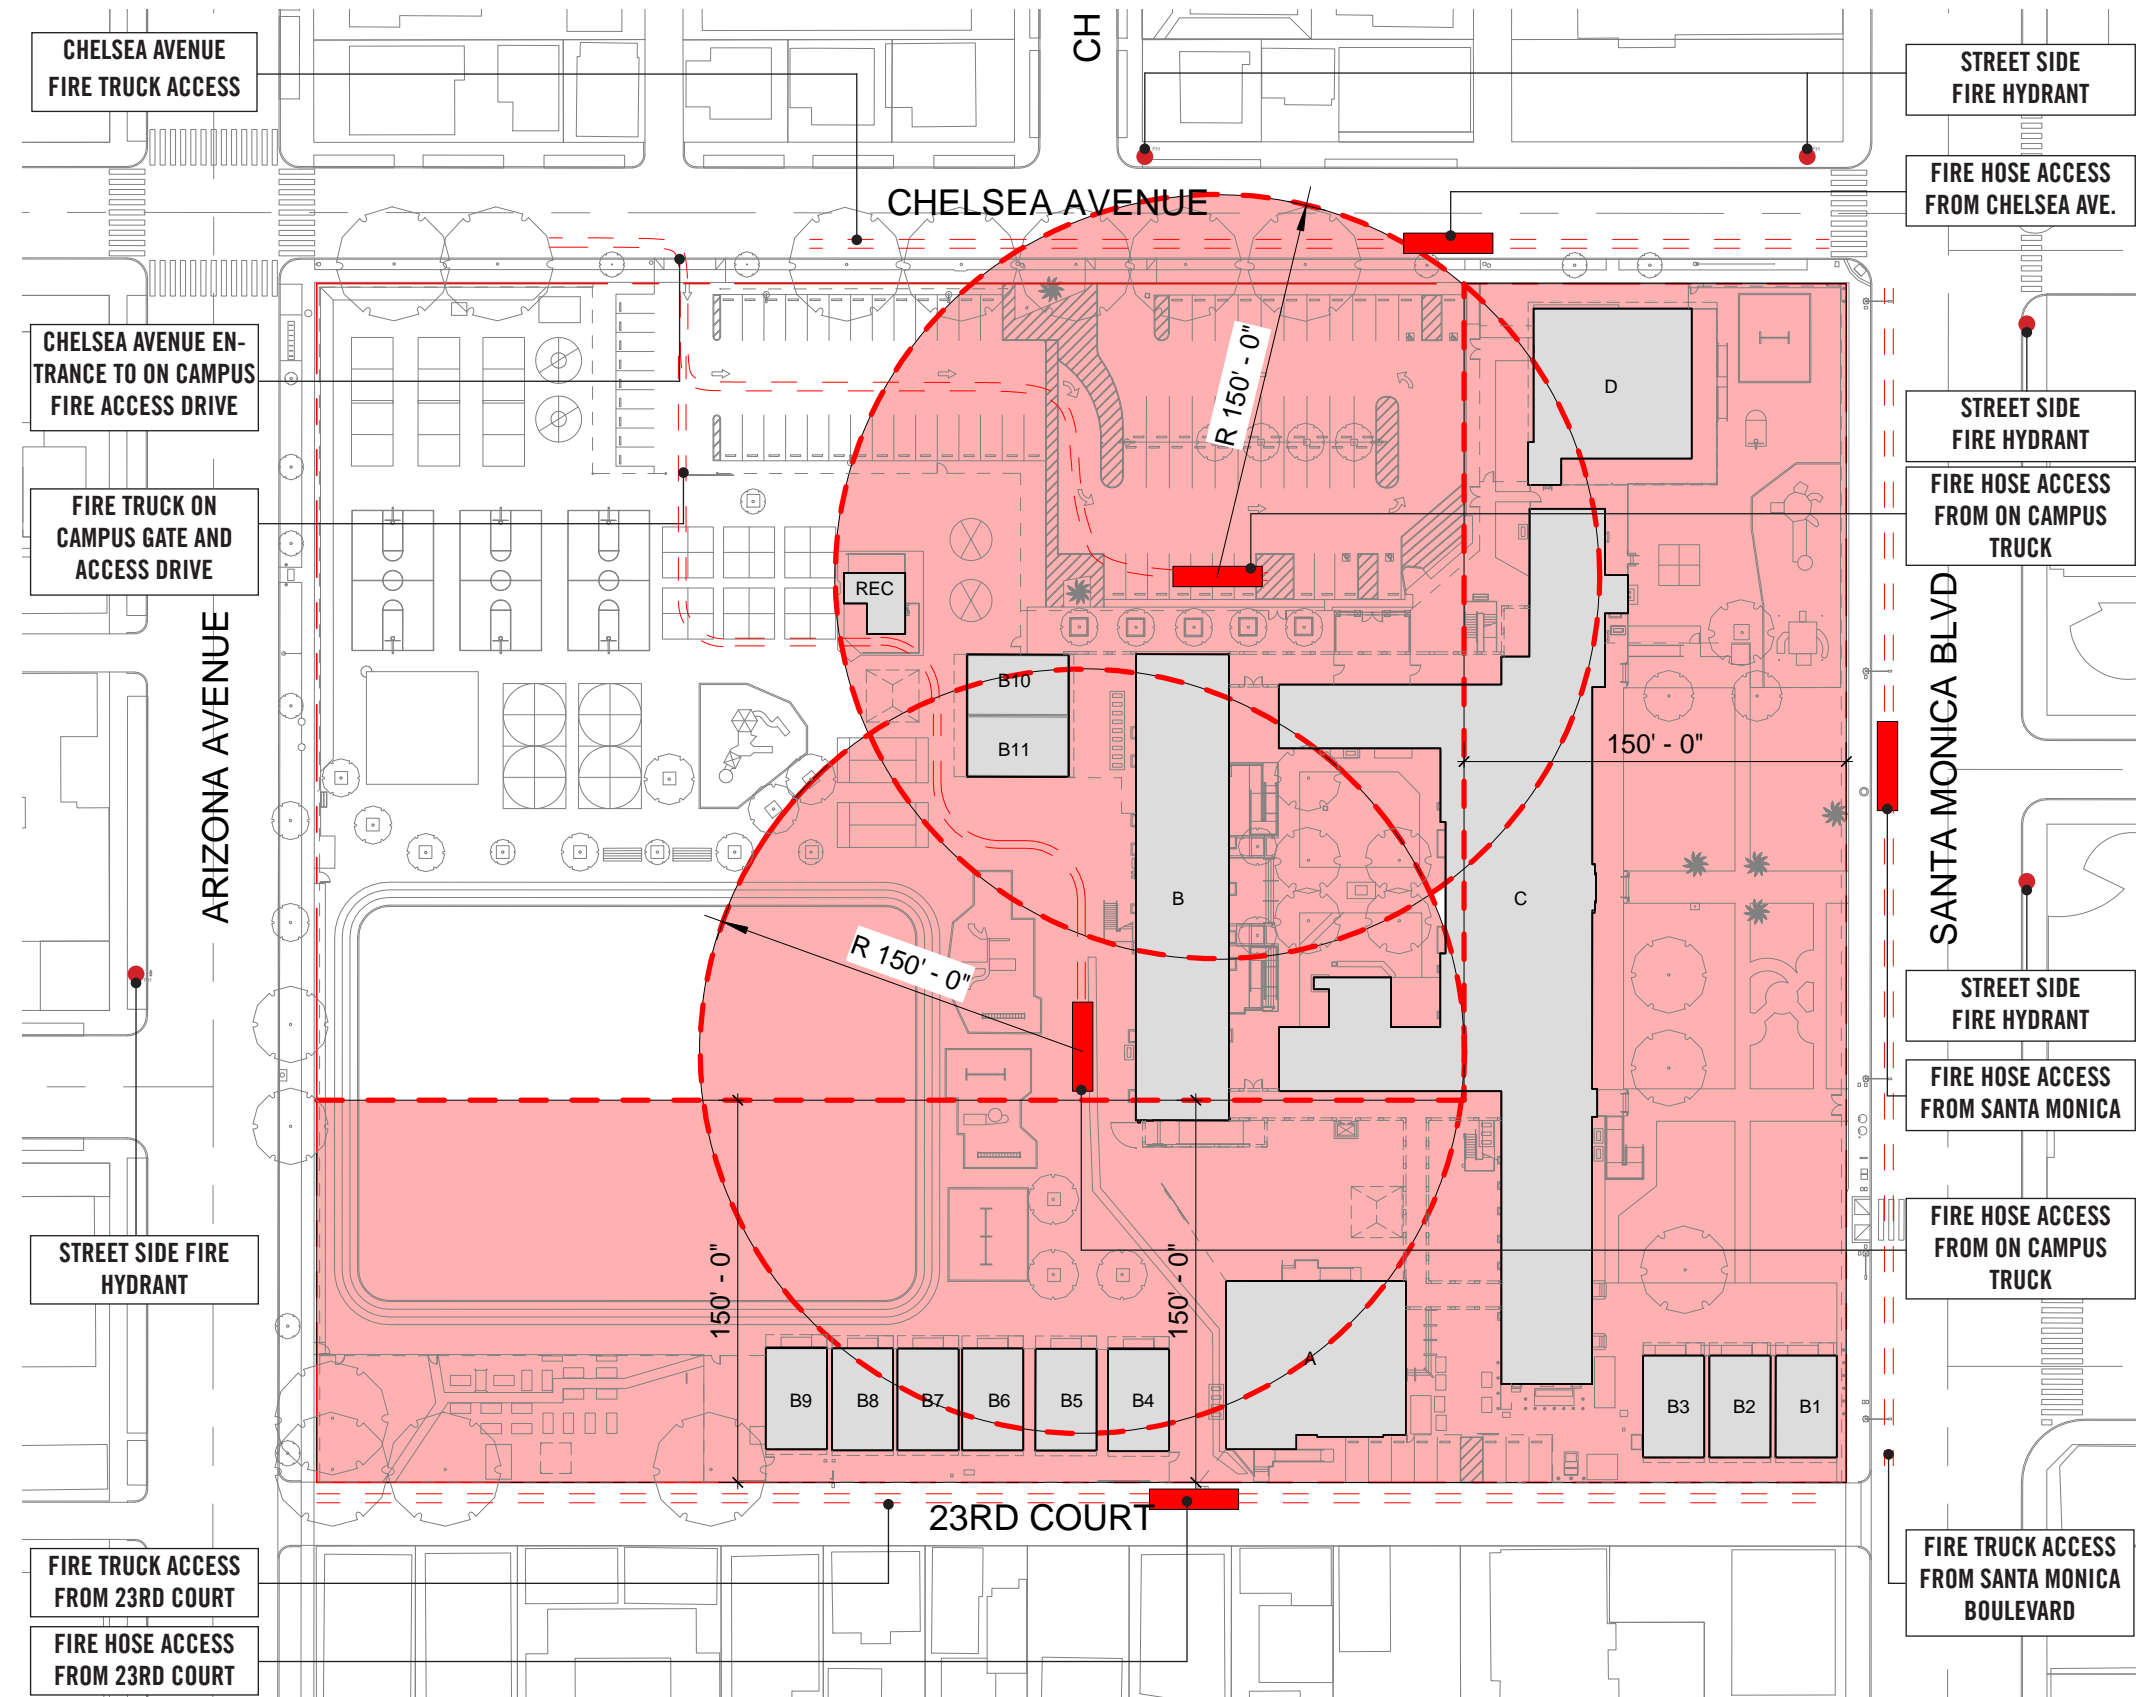 CHELSEA AVENUE
FIRE TRUCK ACCESS
CH
STREET SIDE
FIRE HYDRANT
FIRE HOSE ACCESS
FROM CHELSEA AVE.
CHELSEA AVENUE
CHELSEA AVENUE EN-
TRANCE TO ON CAMPUS
FIRE ACCESS DRIVE
R 150' - 0"
D
STREET SIDE
FIRE HYDRANT
FIRE TRUCK ON
CAMPUS GATE AND
ACCESS DRIVE
FIRE HOSE ACCESS
FROM ON CAMPUS
TRUCK
REC
ARIZONA AVENUE
SANTA MONICA BLVD
B10
B11
150' - 0"
B
C
R 150' - 0"
STREET SIDE
FIRE HYDRANT
FIRE HOSE ACCESS
FROM SANTA MONICA
STREET SIDE FIRE
HYDRANT
150' - 0"
150' - 0"
FIRE HOSE ACCESS
FROM ON CAMPUS
TRUCK
A
B9
B8
B7
B6
B5
B4
B3
B2
B1
23RD COURT
FIRE TRUCK ACCESS
FROM 23RD COURT
FIRE HOSE ACCESS
FROM 23RD COURT
FIRE TRUCK ACCESS
FROM SANTA MONICA
BOULEVARD